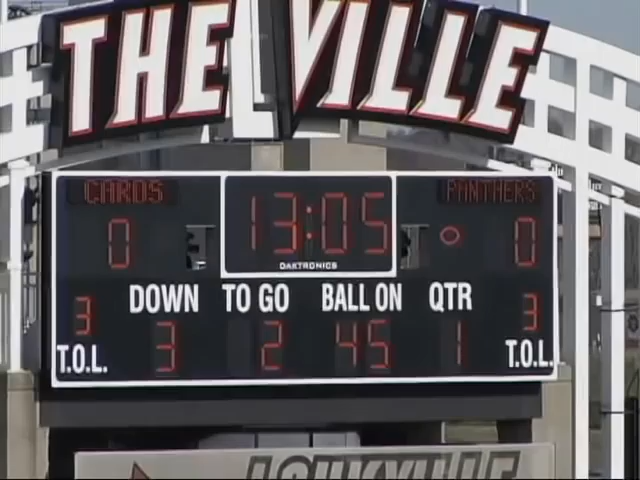 THE VILLE
CARDS 13:05 PANTHERS
0 0
DAKTRONICS
DOWN TO GO BALL ON QTR
3 3 2 45 1 3
T.O.L. T.O.L.
LOUISVILLE